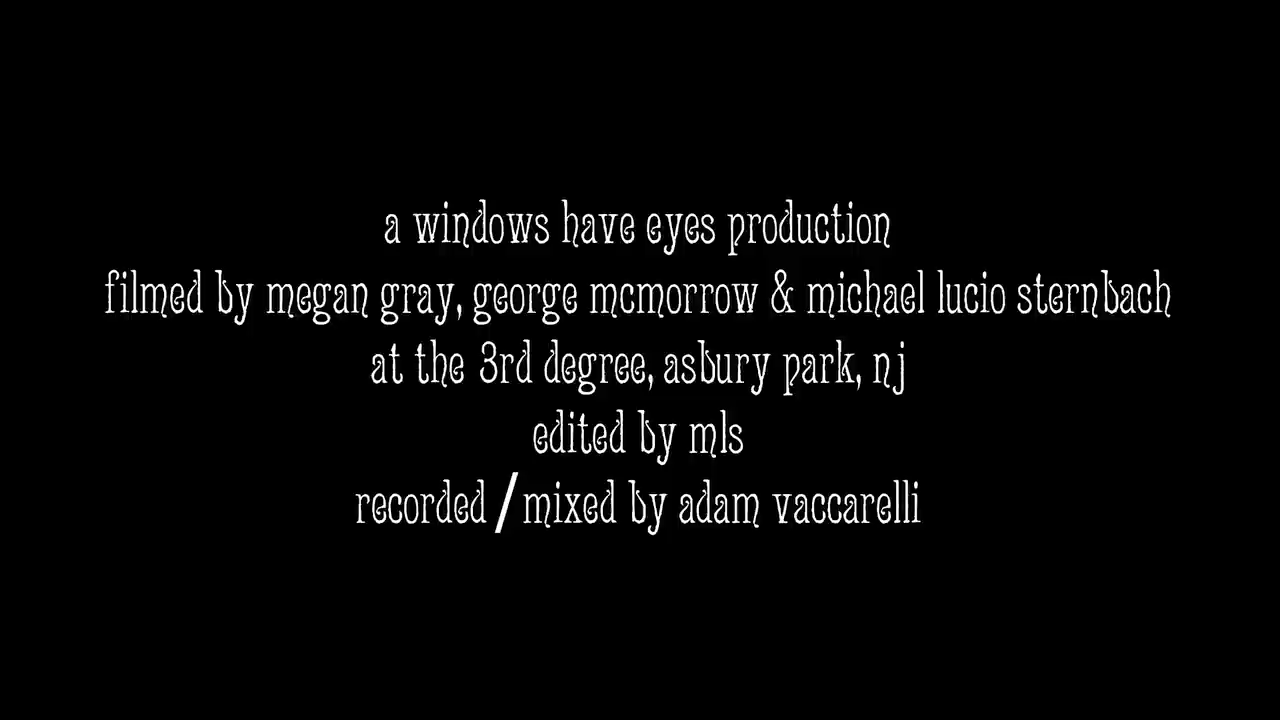 a windows have eyes production
filmed by megan gray, george mcmorrow & michael lucio sternbach
at the 3rd degree, asbury park, nj
edited by mls
recorded/mixed by adam vaccarelli